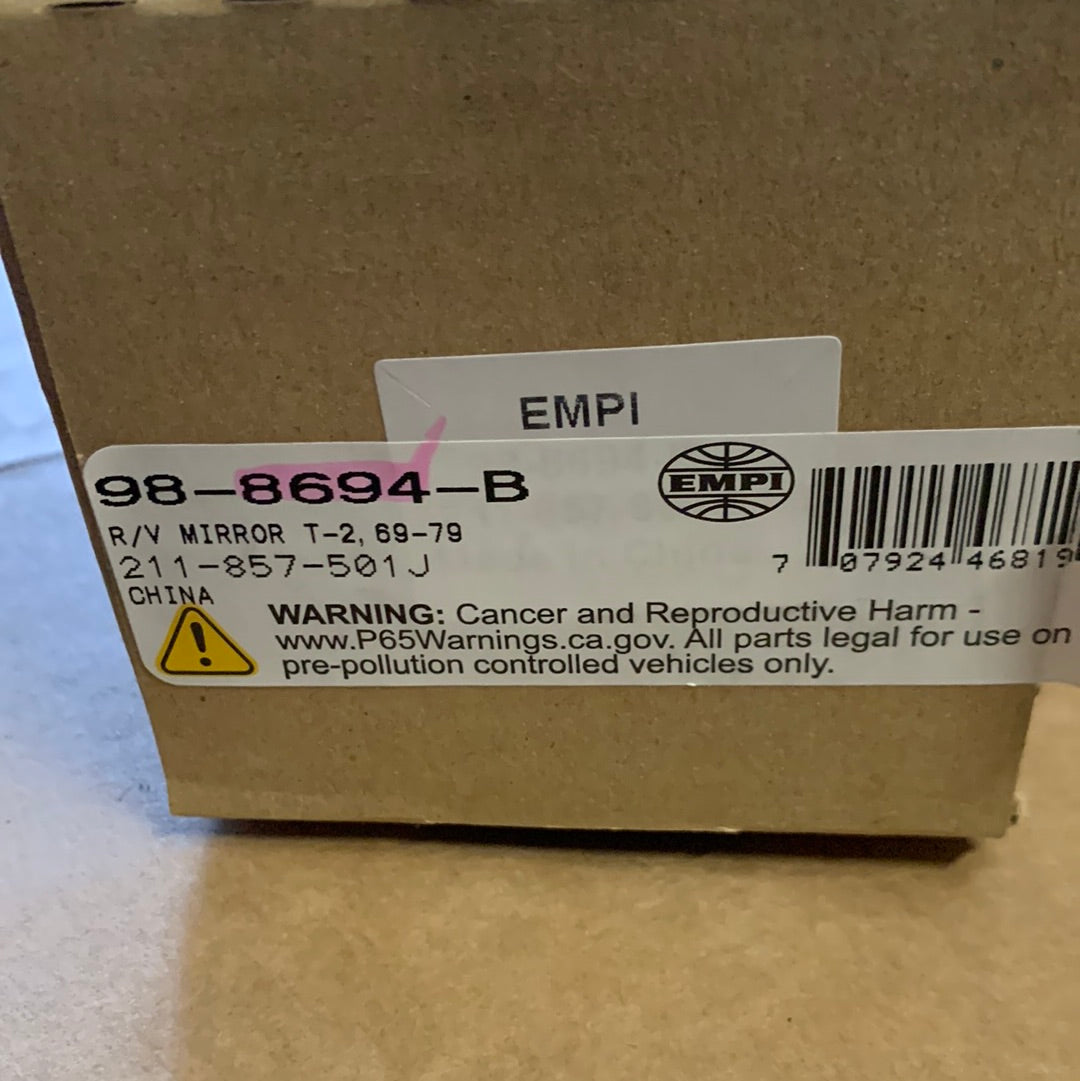 EMPI
98-8694-B
EMPI
R/V MIRROR T-2, 69-79
211-857-501J
CHINA
7 07924 46819
WARNING: Cancer and Reproductive Harm -
www.P65Warnings.ca.gov. All parts legal for use on
pre-pollution controlled vehicles only.